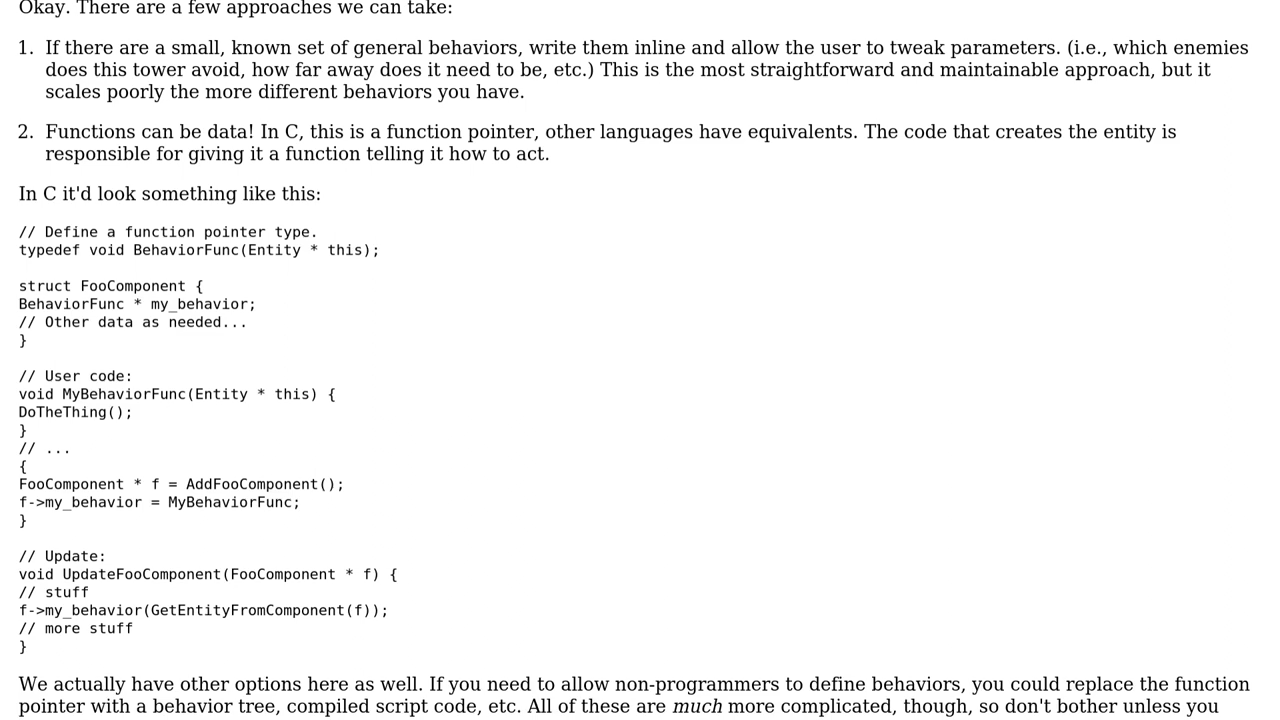 Okay. There are a few approaches we can take:
1. If there are a small, known set of general behaviors, write them inline and allow the user to tweak parameters. (i.e., which enemies
does this tower avoid, how far away does it need to be, etc.) This is the most straightforward and maintainable approach, but it
scales poorly the more different behaviors you have.
2. Functions can be data! In C, this is a function pointer, other languages have equivalents. The code that creates the entity is
responsible for giving it a function telling it how to act.
In C it'd look something like this:
// Define a function pointer type.
typedef void BehaviorFunc(Entity * this);
struct FooComponent {
BehaviorFunc * my_behavior;
// Other data as needed...
}
// User code:
void MyBehaviorFunc(Entity * this) {
DoTheThing();
}
// ...
{
FooComponent * f = AddFooComponent();
f->my_behavior = MyBehaviorFunc;
}
// Update:
void UpdateFooComponent(FooComponent * f) {
// stuff
f->my_behavior(GetEntityFromComponent(f));
// more stuff
}
We actually have other options here as well. If you need to allow non-programmers to define behaviors, you could replace the function
pointer with a behavior tree, compiled script code, etc. All of these are much more complicated, though, so don't bother unless you